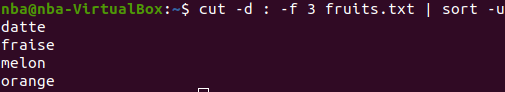 nba@nba-VirtualBox:~$ cut -d : -f 3 fruits.txt | sort -u
datte
fraise
melon
orange